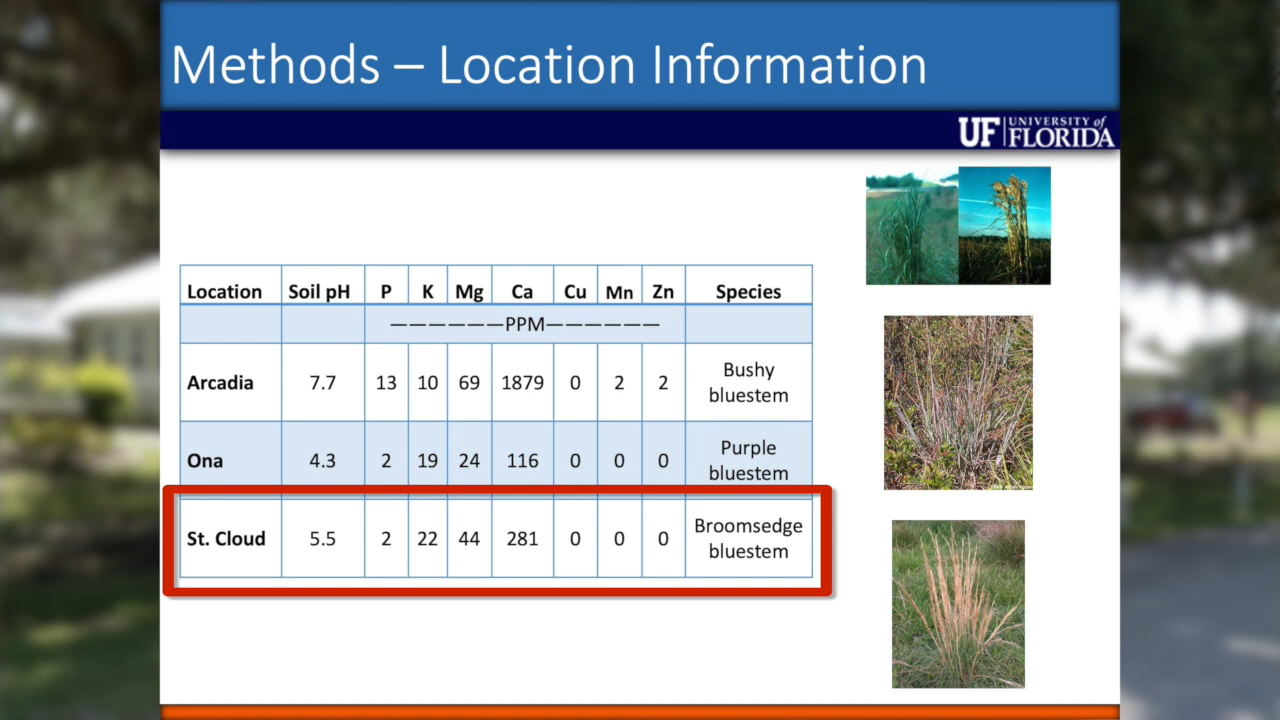 Methods – Location Information
UF UNIVERSITY of
FLORIDA
Location Soil pH P K Mg Ca Cu Mn Zn Species
——————PPM——————
Arcadia 7.7 13 10 69 1879 0 2 2 Bushy
bluestem
Ona 4.3 2 19 24 116 0 0 0 Purple
bluestem
St. Cloud 5.5 2 22 44 281 0 0 0 Broomsedge
bluestem